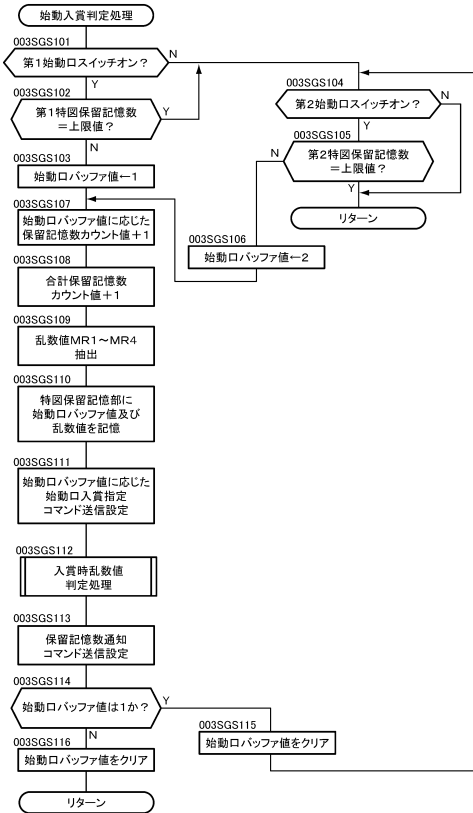 始動入賞判定処理
003SGS101
第1始動口スイッチオン？
N
Y
003SGS102
第1特図保留記憶数
＝上限値？
Y
N
003SGS103
始動口バッファ値←1
003SGS104
第2始動口スイッチオン？
N
Y
003SGS105
第2特図保留記憶数
＝上限値？
N
Y
リターン
003SGS106
始動口バッファ値←2
003SGS107
始動口バッファ値に応じた
保留記憶数カウント値＋1
003SGS108
合計保留記憶数
カウント値＋1
003SGS109
乱数値MR1～MR4
抽出
003SGS110
特図保留記憶部に
始動口バッファ値及び
乱数値を記憶
003SGS111
始動口バッファ値に応じた
始動口入賞指定
コマンド送信設定
003SGS112
入賞時乱数値
判定処理
003SGS113
保留記憶数通知
コマンド送信設定
003SGS114
始動口バッファ値は1か？
Y
N
003SGS115
始動口バッファ値をクリア
003SGS116
始動口バッファ値をクリア
リターン